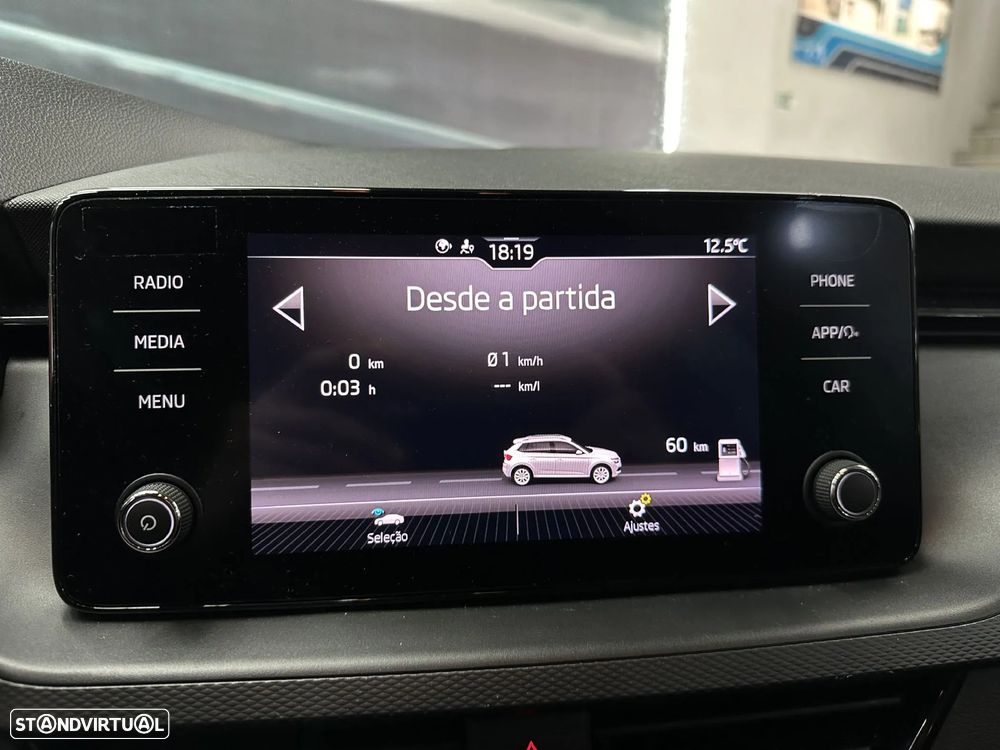 18:19
12.5°C
RADIO
MEDIA
MENU
Desde a partida
0 km
Ø 1 km/h
0:03 h
--- km/l
60 km
Seleção
Ajustes
PHONE
APP/
CAR
STANDVIRTUAL